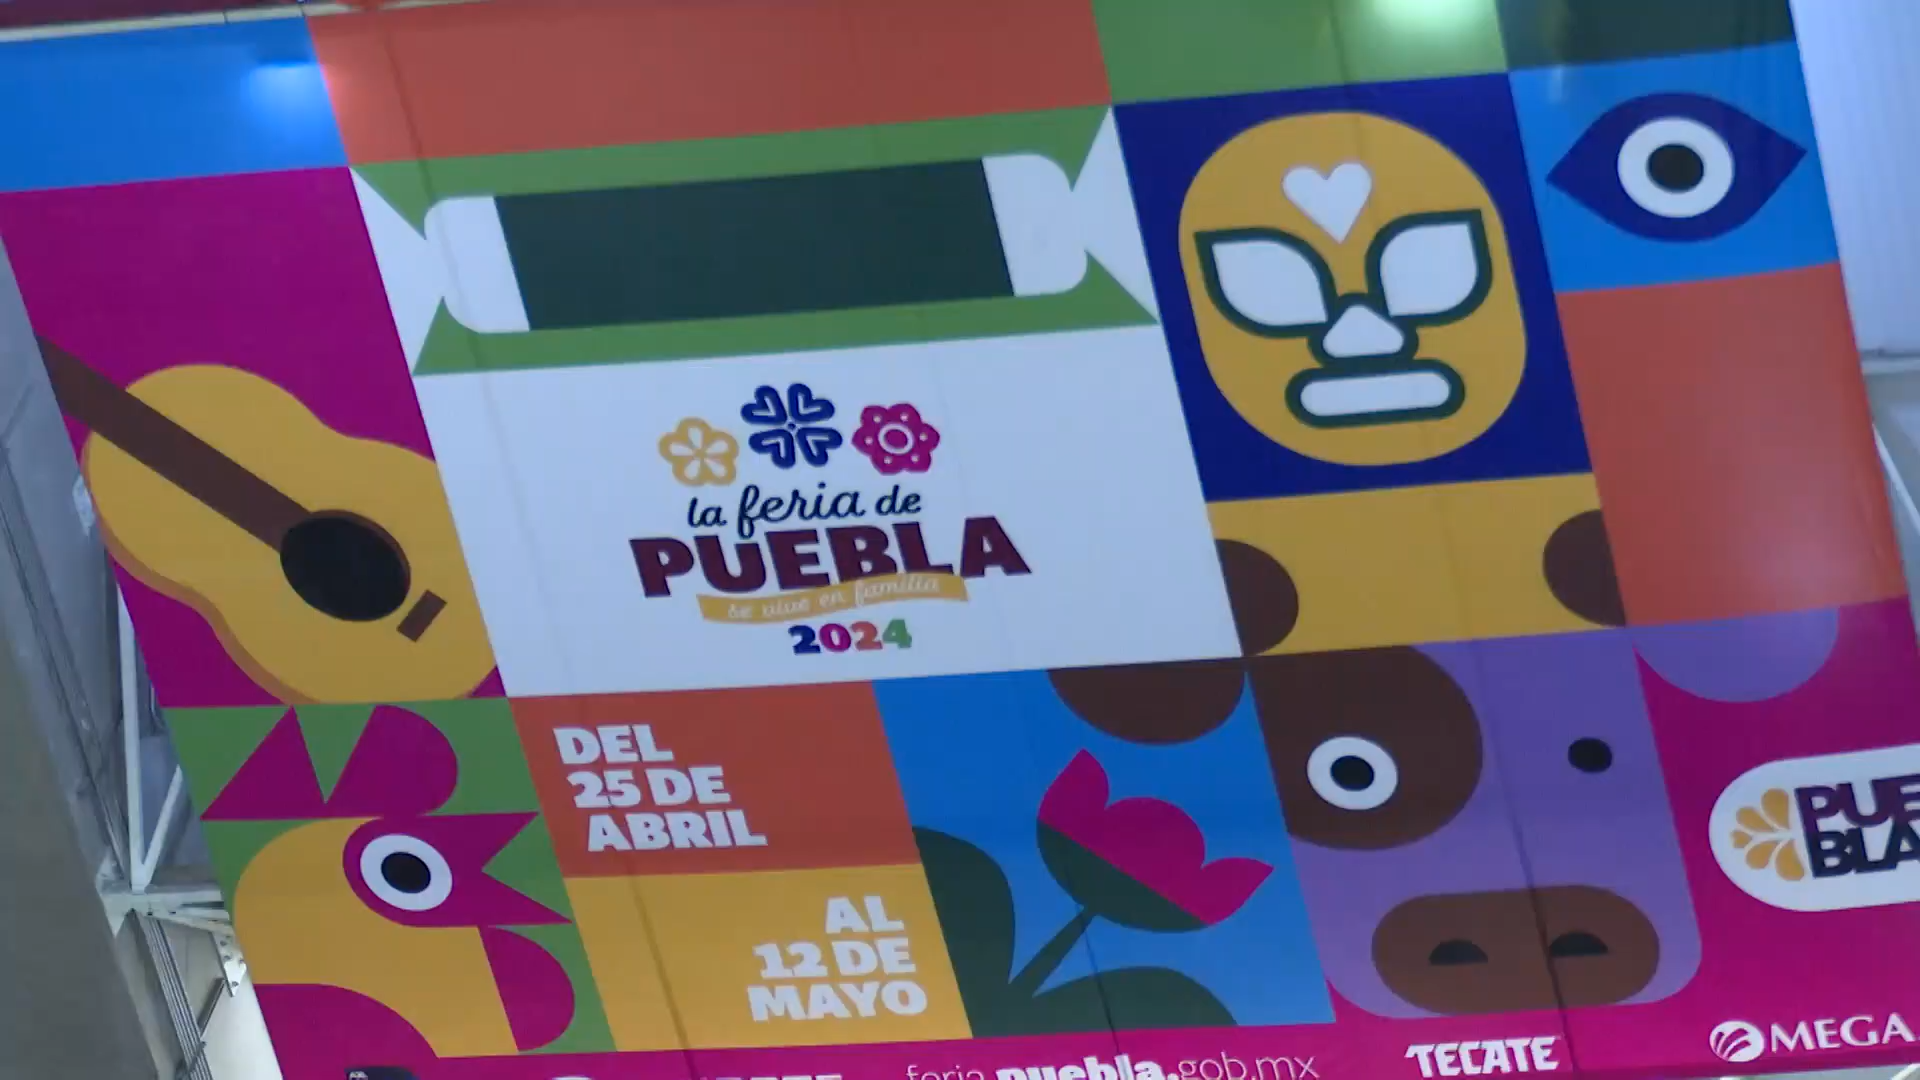 la feria de
PUEBLA
se vive en familia
2024
DEL
25 DE
ABRIL
AL
12 DE
MAYO
PUE
BLA
feria.puebla.gob.mx
TECATE
MEGA